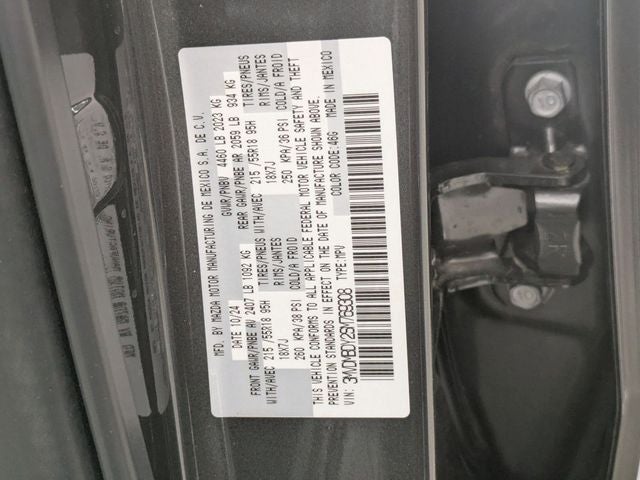 MFD. BY MAZDA MOTOR MANUFACTURING DE MEXICO S.A. DE C.V.
DATE 10/24 GVWR/PNBV 4460 LB 2023 KG
FRONT GAWR/PNBE AV 2407 LB 1092 KG REAR GAWR/PNBE AR 2059 LB 934 KG
TIRES/PNEUS TIRES/PNEUS
WITH/AVEC 215/55R18 95H WITH/AVEC 215/55R18 95H
RIMS/JANTES RIMS/JANTES
18X7J 18X7J
COLD/A FROID COLD/A FROID
260 KPA/38 PSI 250 KPA/36 PSI
THIS VEHICLE CONFORMS TO ALL APPLICABLE FEDERAL MOTOR VEHICLE SAFETY AND THEFT
PREVENTION STANDARDS IN EFFECT ON THE DATE OF MANUFACTURE SHOWN ABOVE.
VIN: TYPE:MPV COLOR CODE:46G MADE IN MEXICO
10
10